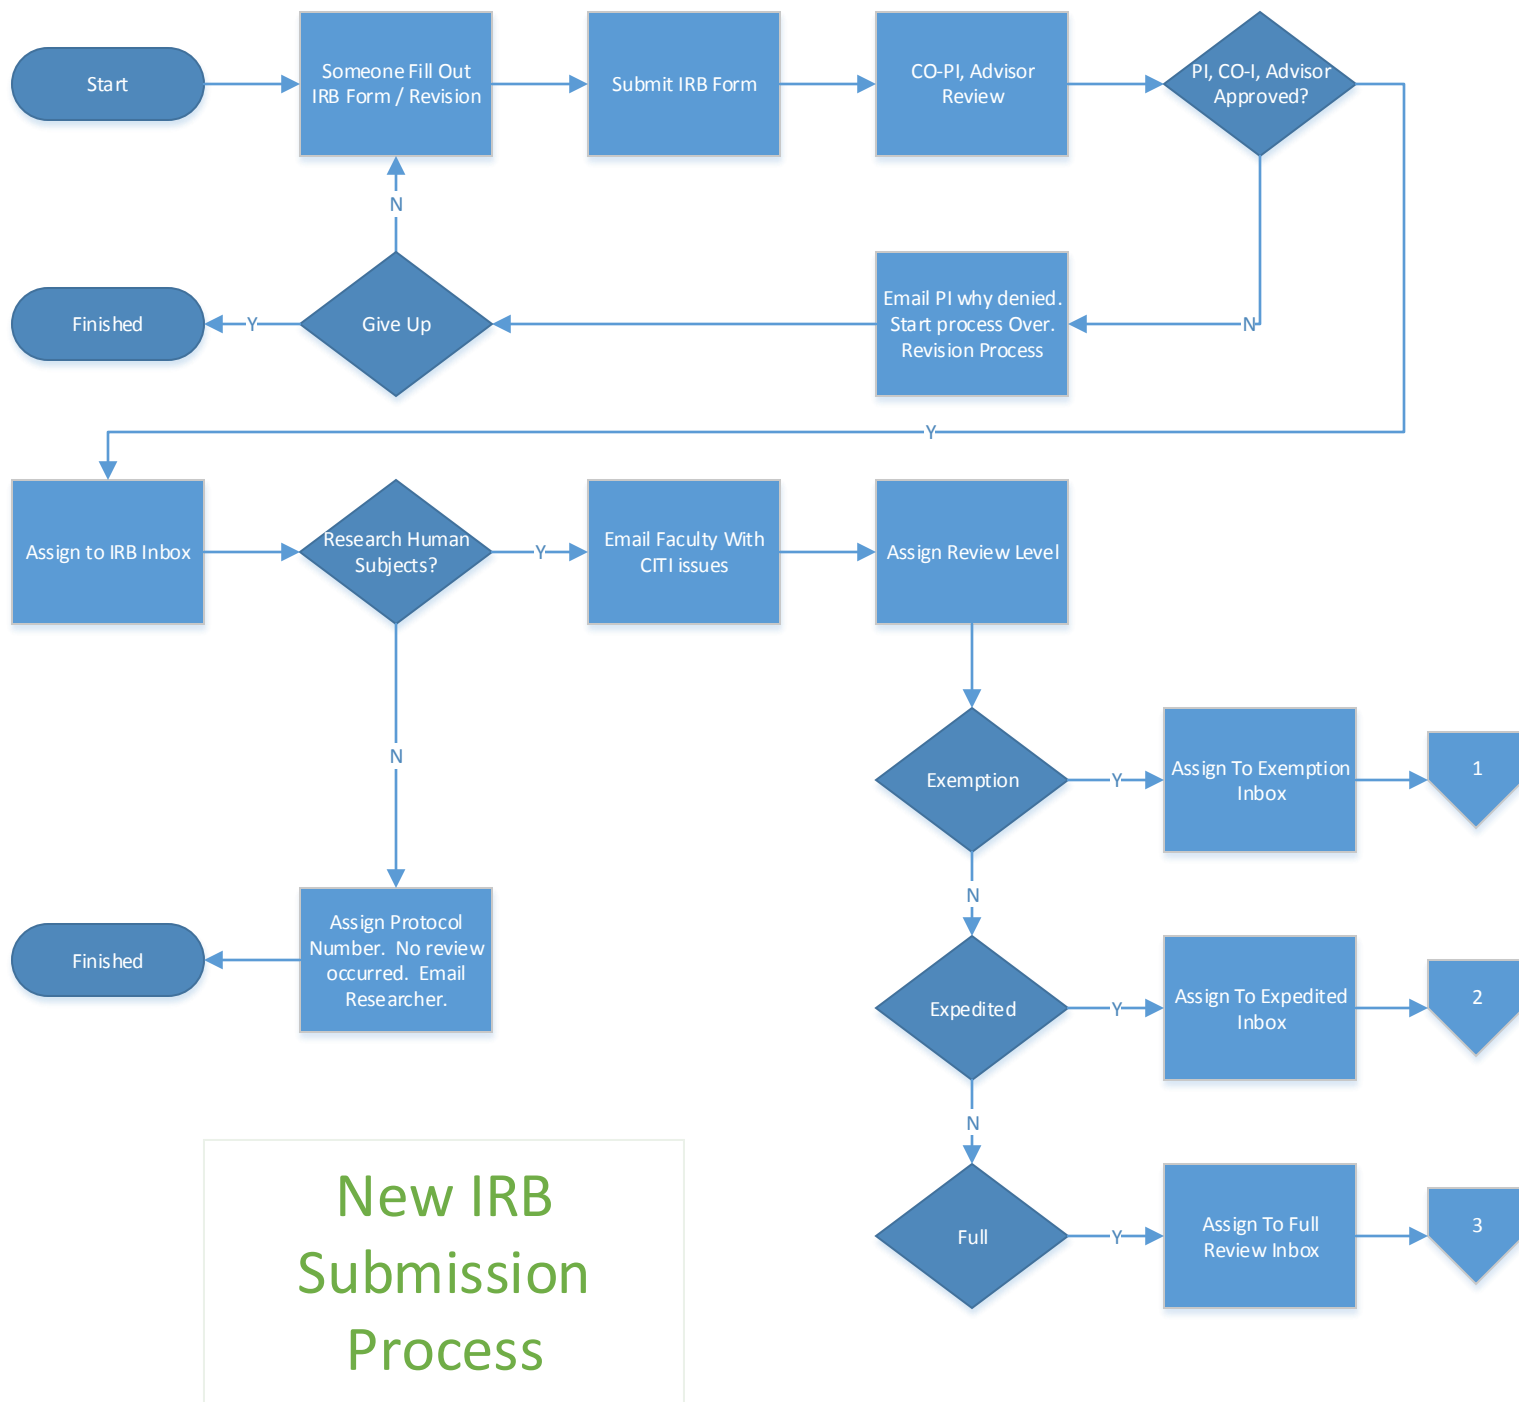 Start
Someone Fill Out
IRB Form / Revision
Submit IRB Form
CO-PI, Advisor
Review
PI, CO-I, Advisor
Approved?
N
Finished
Y
Give Up
Email PI why denied.
Start process Over.
Revision Process
N
Y
Assign to IRB Inbox
Research Human
Subjects?
Y
Email Faculty With
CITI issues
Assign Review Level
N
Exemption
Y
Assign To Exemption
Inbox
1
N
Finished
Assign Protocol
Number.  No review
occurred.  Email
Researcher.
Expedited
Y
Assign To Expedited
Inbox
2
N
Full
Y
Assign To Full
Review Inbox
3
New IRB
Submission
Process